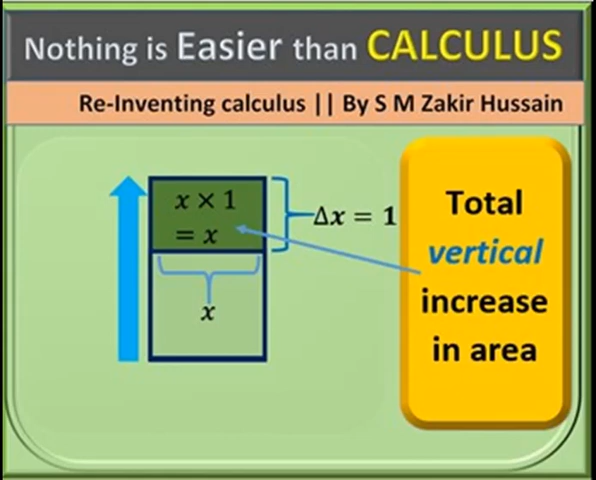 Nothing is Easier than CALCULUS
Re-Inventing calculus || By S M Zakir Hussain
x × 1
= x
Δx = 1
x
Total
vertical
increase
in area